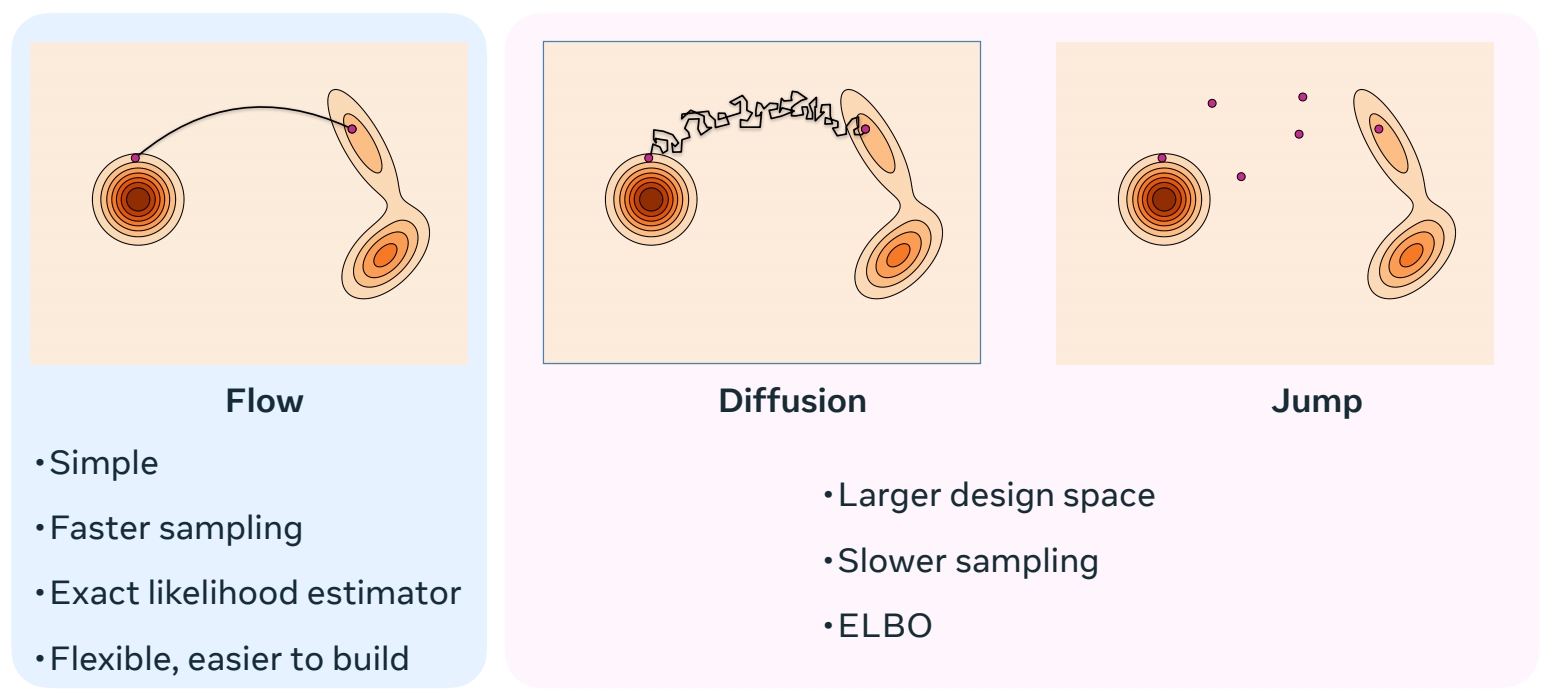 Flow
• Simple
• Faster sampling
• Exact likelihood estimator
• Flexible, easier to build
Diffusion
Jump
• Larger design space
• Slower sampling
• ELBO